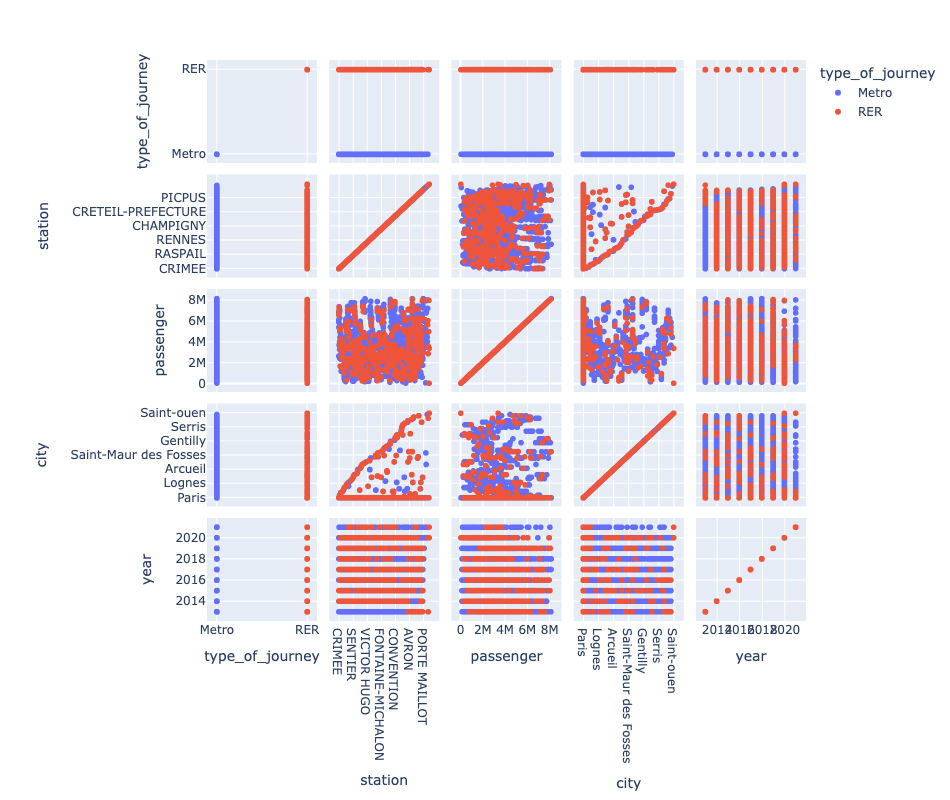 type_of_journey
RER
Metro
type_of_journey
Metro
RER
station
PICPUS
CRETEIL-PREFECTURE
CHAMPIGNY
RENNES
RASPAIL
CRIMEE
passenger
8M
6M
4M
2M
0
city
Saint-ouen
Serris
Gentilly
Saint-Maur des Fosses
Arcueil
Lognes
Paris
year
2020
2018
2016
2014
Metro
RER
type_of_journey
CRIMEE
SENTIER
VICTOR HUGO
FONTAINE-MICHALON
CONVENTION
AVRON
PORTE MAILLOT
station
0
2M
4M
6M
8M
passenger
Paris
Lognes
Arcueil
Saint-Maur des Fosses
Gentilly
Serris
Saint-ouen
city
2014
2016
2018
2020
year